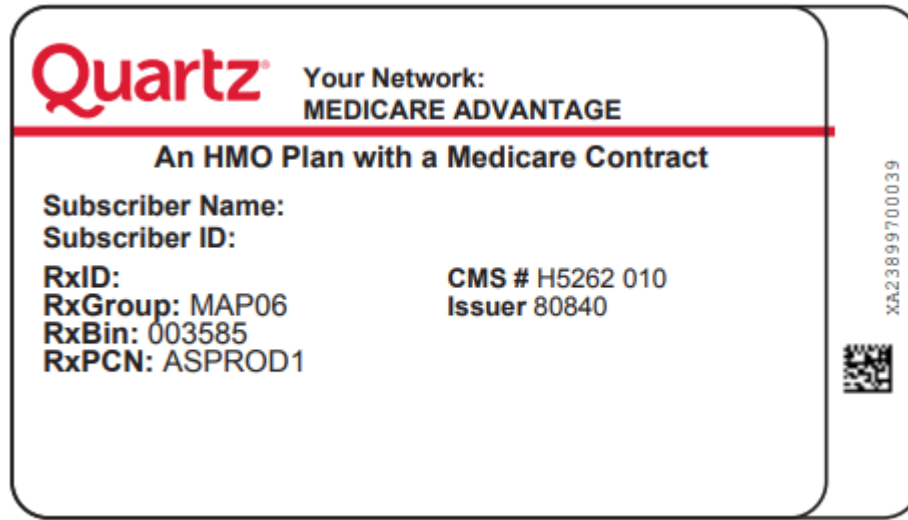 Quartz
Your Network:
MEDICARE ADVANTAGE
An HMO Plan with a Medicare Contract
Subscriber Name:
Subscriber ID:
RxID:
RxGroup: MAP06
RxBin: 003585
RxPCN: ASPROD1
CMS # H5262 010
Issuer 80840
XA23899700039